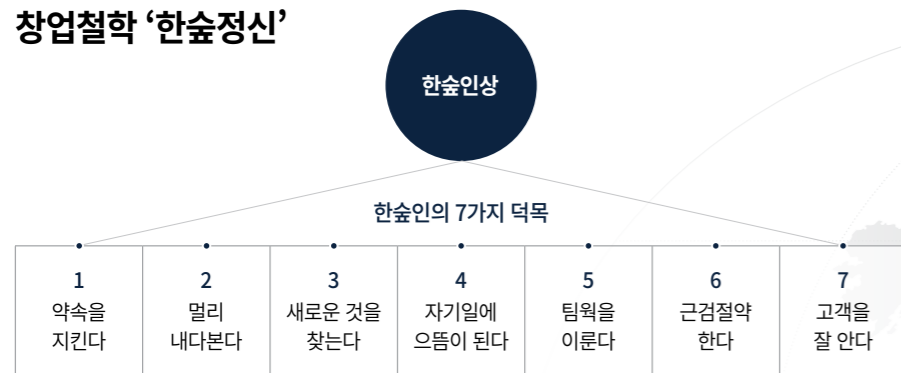 창업철학 ‘한숲정신’
한숲인상
한숲인의 7가지 덕목
1
약속을
지킨다
2
멀리
내다본다
3
새로운 것을
찾는다
4
자기일에
으뜸이 된다
5
팀웍을
이룬다
6
근검절약
한다
7
고객을
잘 안다